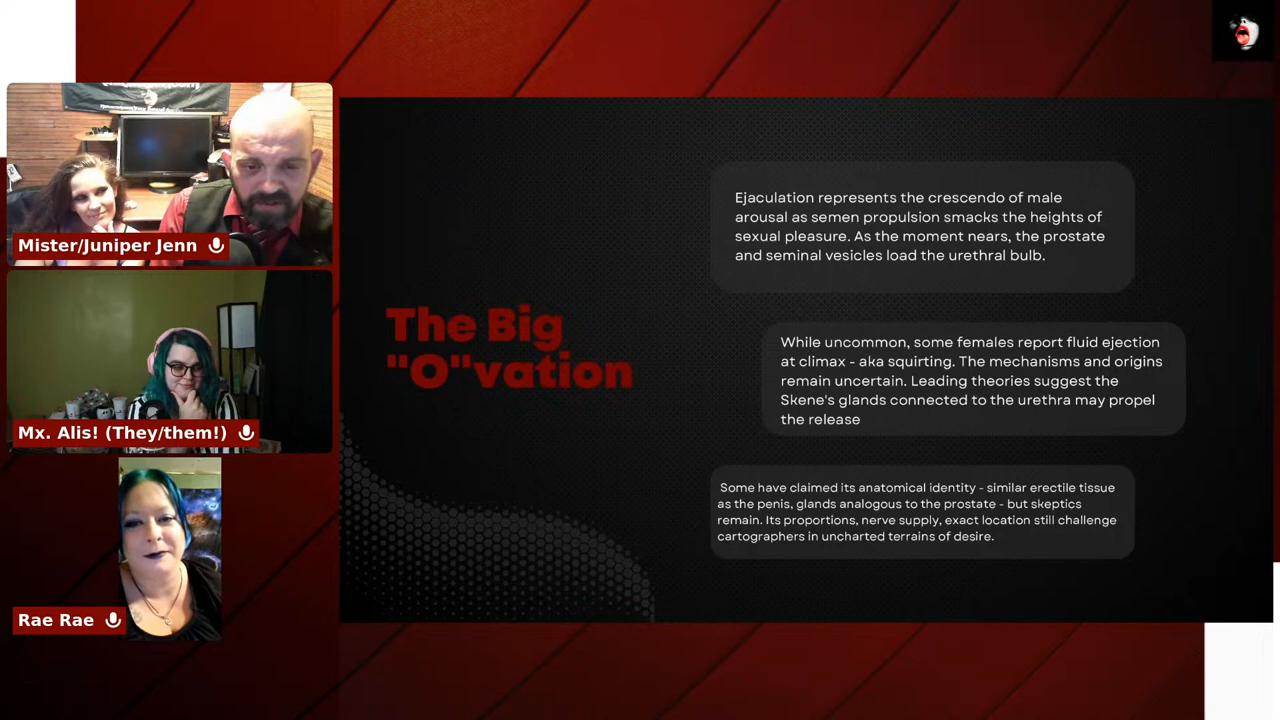 Mister/Juniper Jenn
Mx. Alis! (They/them!)
Rae Rae
The Big
"O"vation
Ejaculation represents the crescendo of male
arousal as semen propulsion smacks the heights of
sexual pleasure. As the moment nears, the prostate
and seminal vesicles load the urethral bulb.
While uncommon, some females report fluid ejection
at climax - aka squirting. The mechanisms and origins
remain uncertain. Leading theories suggest the
Skene's glands connected to the urethra may propel
the release
Some have claimed its anatomical identity - similar erectile tissue
as the penis, glands analogous to the prostate - but skeptics
remain. Its proportions, nerve supply, exact location still challenge
cartographers in uncharted terrains of desire.